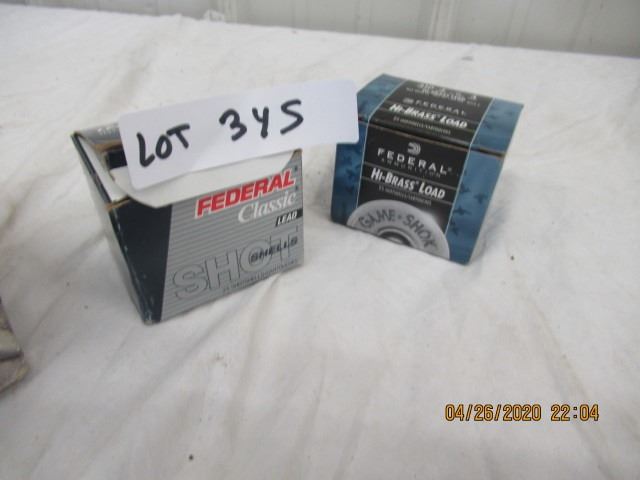 LOT 345
FEDERAL
Classic
LEAD
SHOT
SHELLS
FEDERAL
HI-BRASS LOAD
FEDERAL
AMMUNITION
HI-BRASS® LOAD
GAME-SHOK
04/26/2020 22:04